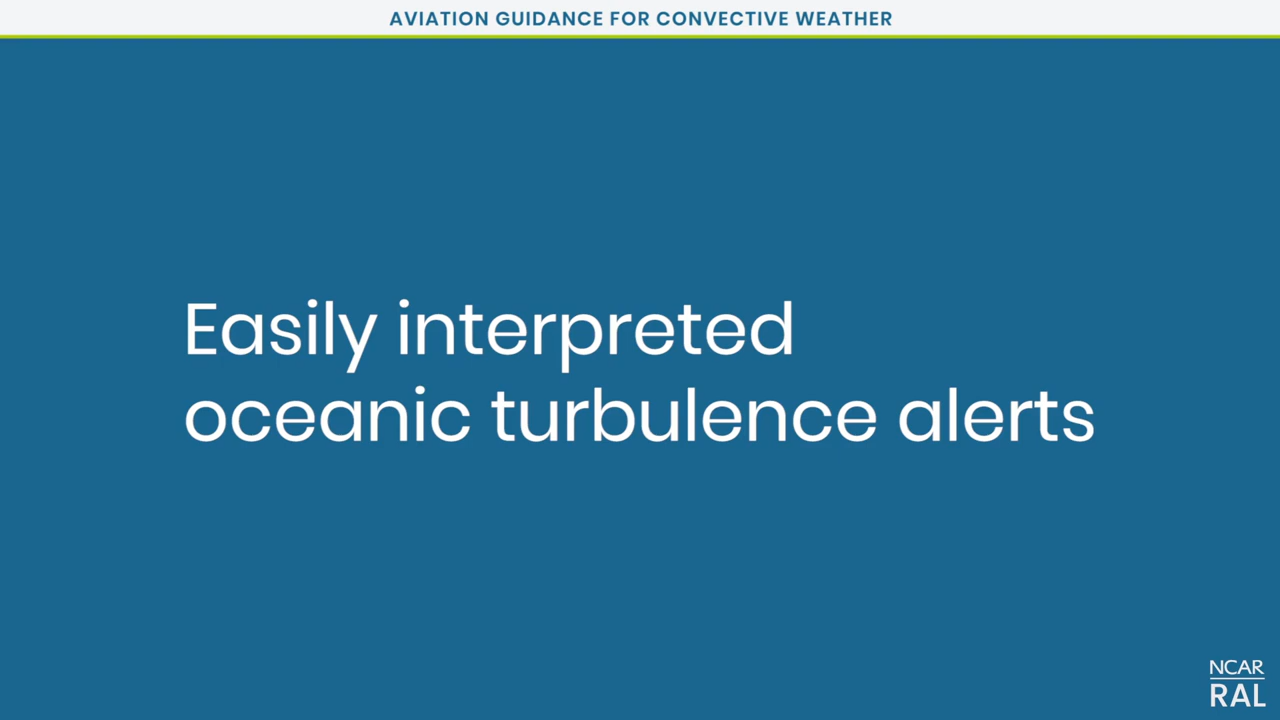 AVIATION GUIDANCE FOR CONVECTIVE WEATHER
Easily interpreted
oceanic turbulence alerts
NCAR
RAL